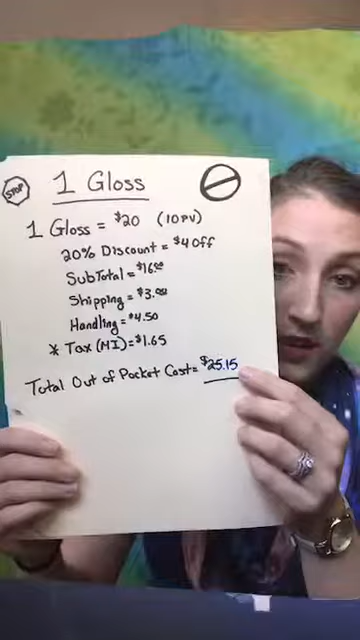 STOP
1 Gloss
1 Gloss = $20 (10PV)
20% Discount = $4 off
SubTotal = $16.00
Shipping = $3.00
Handling = $4.50
* Tax (MI) = $1.65
Total Out of Pocket Cost = $25.15